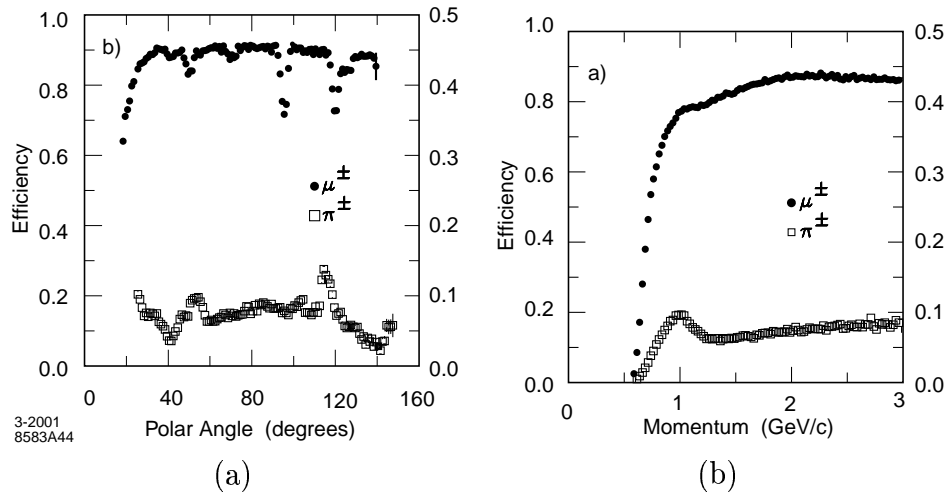 b)
1.0
0.8
0.6
0.4
0.2
0.0
0.5
0.4
0.3
0.2
0.1
0.0
Efficiency
μ±
π±
0 40 80 120 160
Polar Angle (degrees)
3-2001
8583A44
(a)
a)
1.0
0.8
0.6
0.4
0.2
0.0
0.5
0.4
0.3
0.2
0.1
0.0
Efficiency
μ±
π±
0 1 2 3
Momentum (GeV/c)
(b)